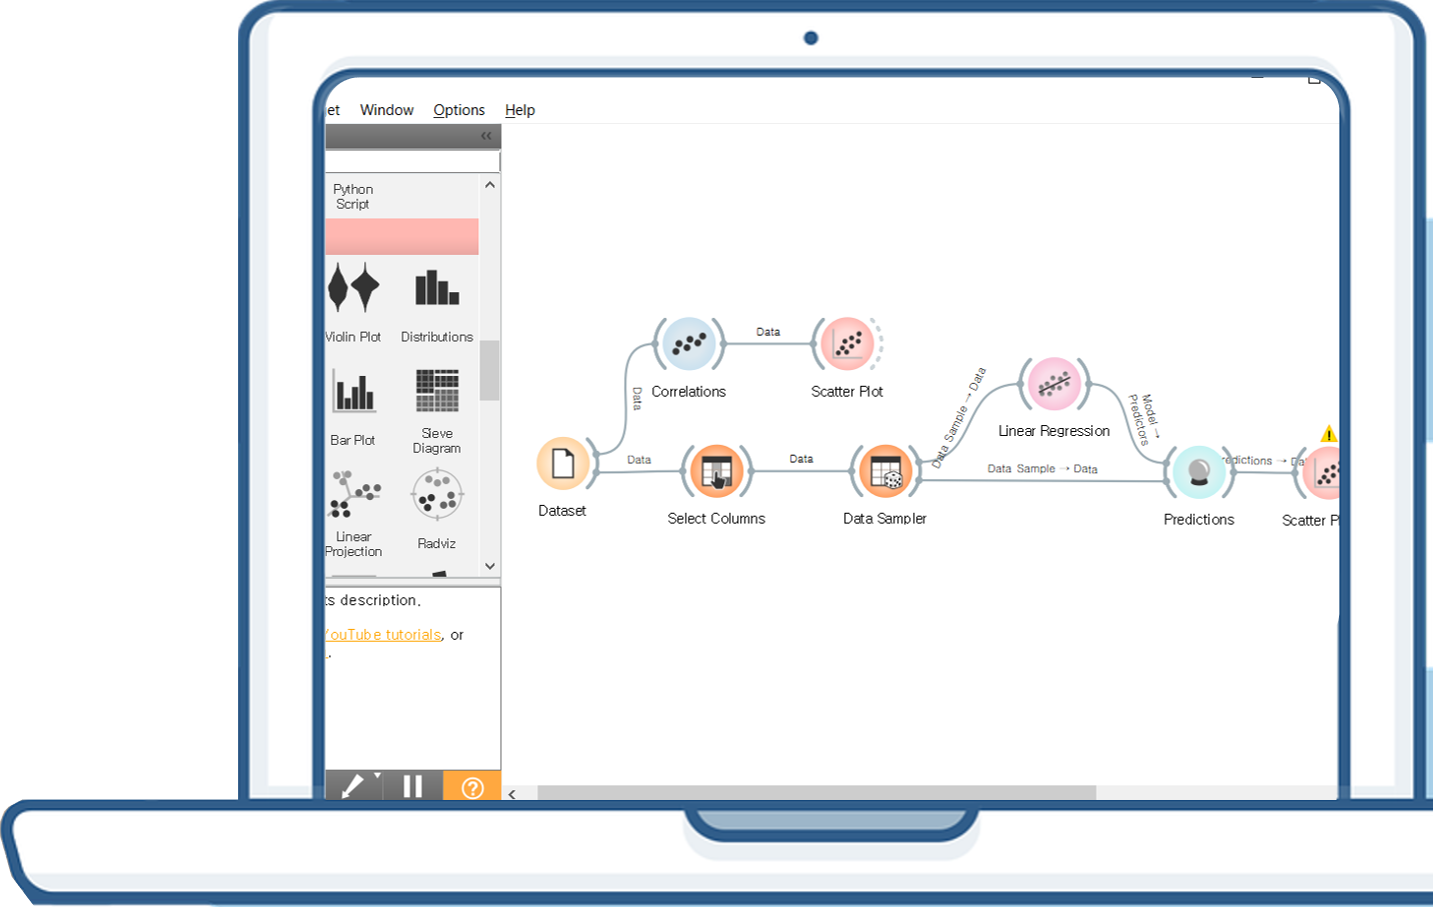 et Window Options Help
Python
Script
Violin Plot Distributions
Bar Plot Sieve
Diagram
Linear
Projection
Radviz
ts description.
YouTube tutorials, or
Data
Correlations
Data
Scatter Plot
Dataset
Data
Select Columns
Data
Data Sampler
Data Sample → Data
Linear Regression
Model →
Predictors
Data Sample → Data
Predictions
redictions → Da
Scatter P